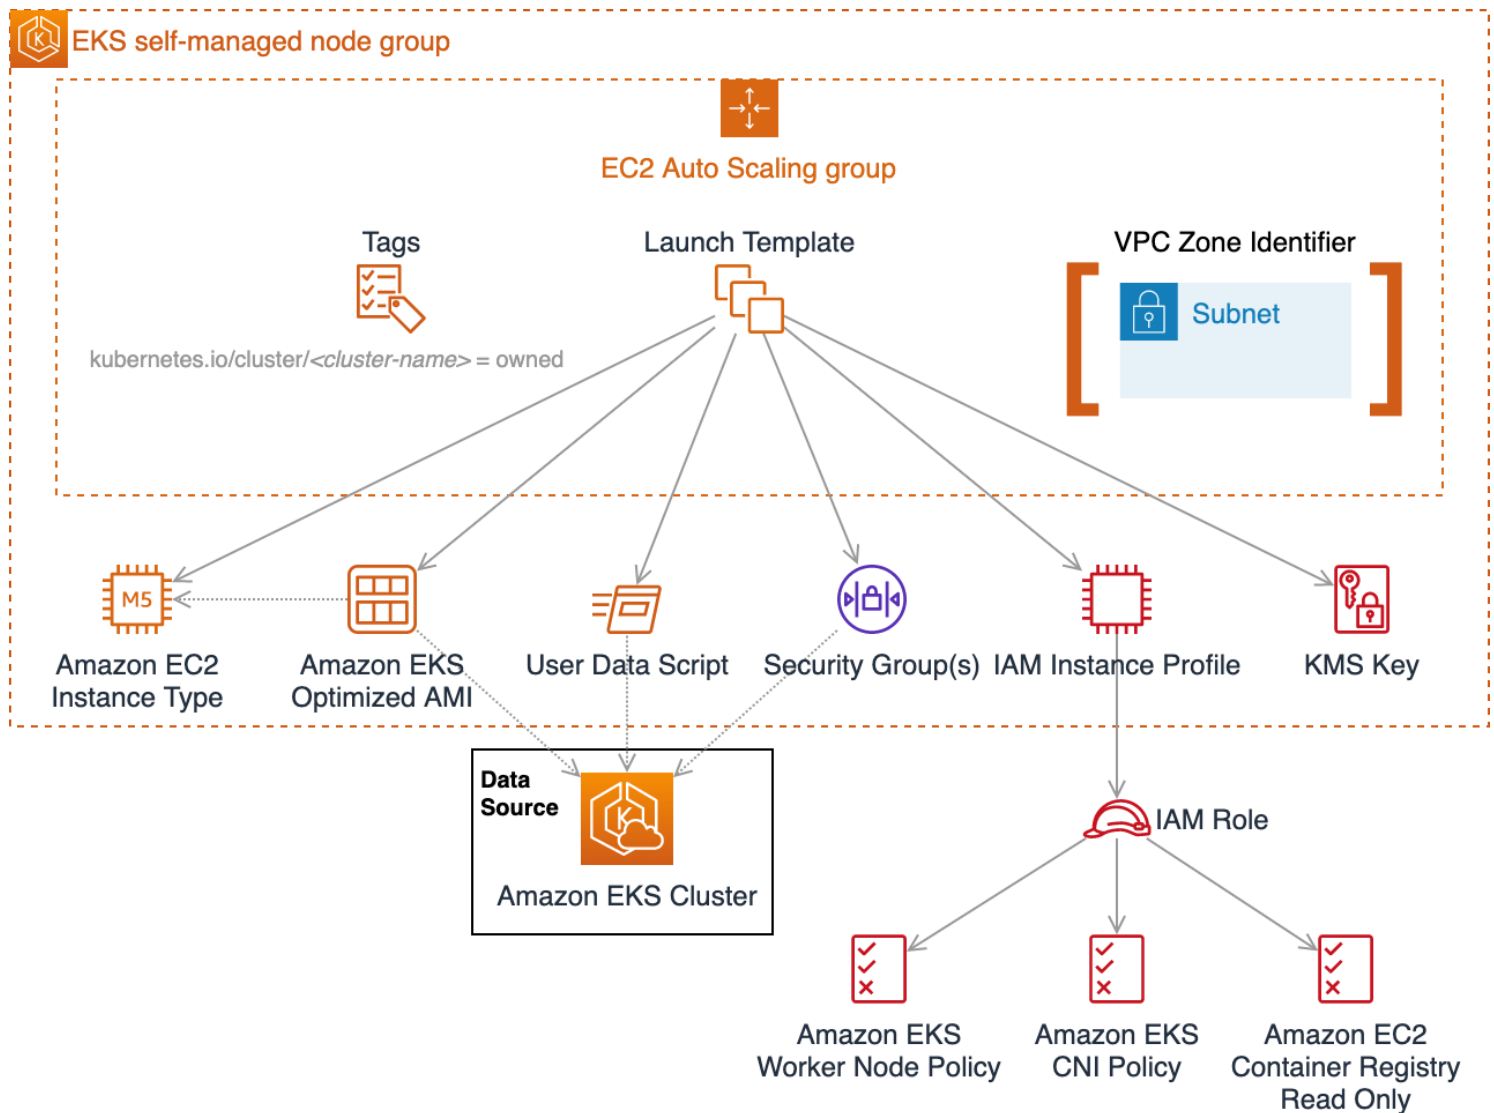 EKS self-managed node group
EC2 Auto Scaling group
Tags
Launch Template
VPC Zone Identifier
Subnet
kubernetes.io/cluster/<cluster-name> = owned
M5
Amazon EC2
Instance Type
Amazon EKS
Optimized AMI
User Data Script
Security Group(s)
IAM Instance Profile
KMS Key
Data
Source
K
Amazon EKS Cluster
IAM Role
Amazon EKS
Worker Node Policy
Amazon EKS
CNI Policy
Amazon EC2
Container Registry
Read Only